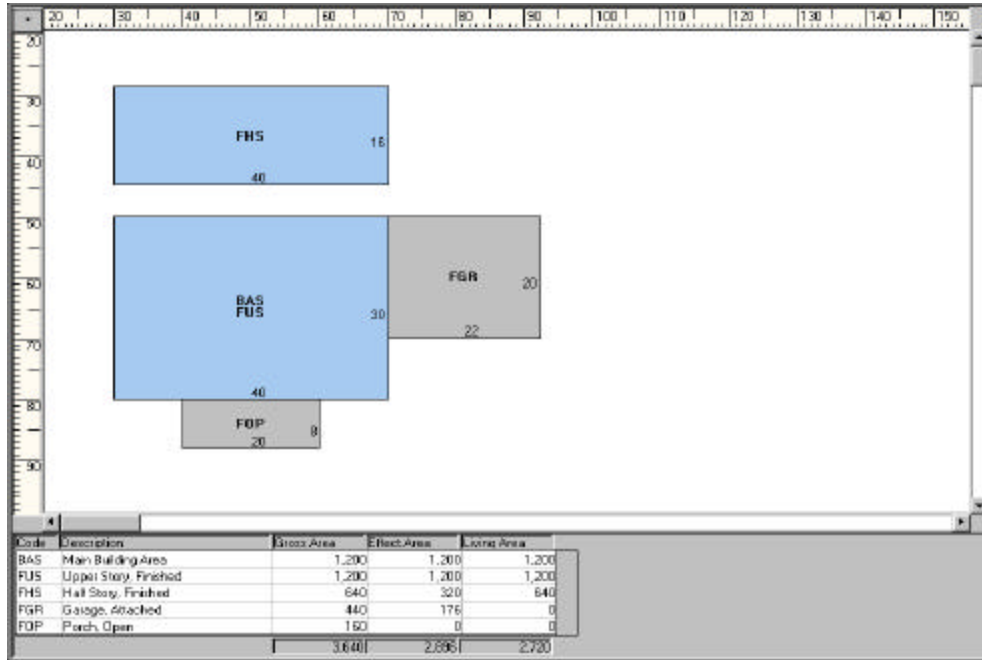 20 30 40 50 60 70 80 90 100 110 120 130 140 150
20
30
40
50
60
70
80
90
FHS
16
40
BAS
FUS
30
40
FGR
20
22
FOP
8
20
Code Description Gross Area Effect.Area Living Area
BAS Main Building Area 1,200 1,200 1,200
FUS Upper Story, Finished 1,200 1,200 1,200
FHS Half Story, Finished 640 320 640
FGR Garage, Attached 440 176 0
FOP Porch, Open 160 0 0
3,640 2,896 2,720